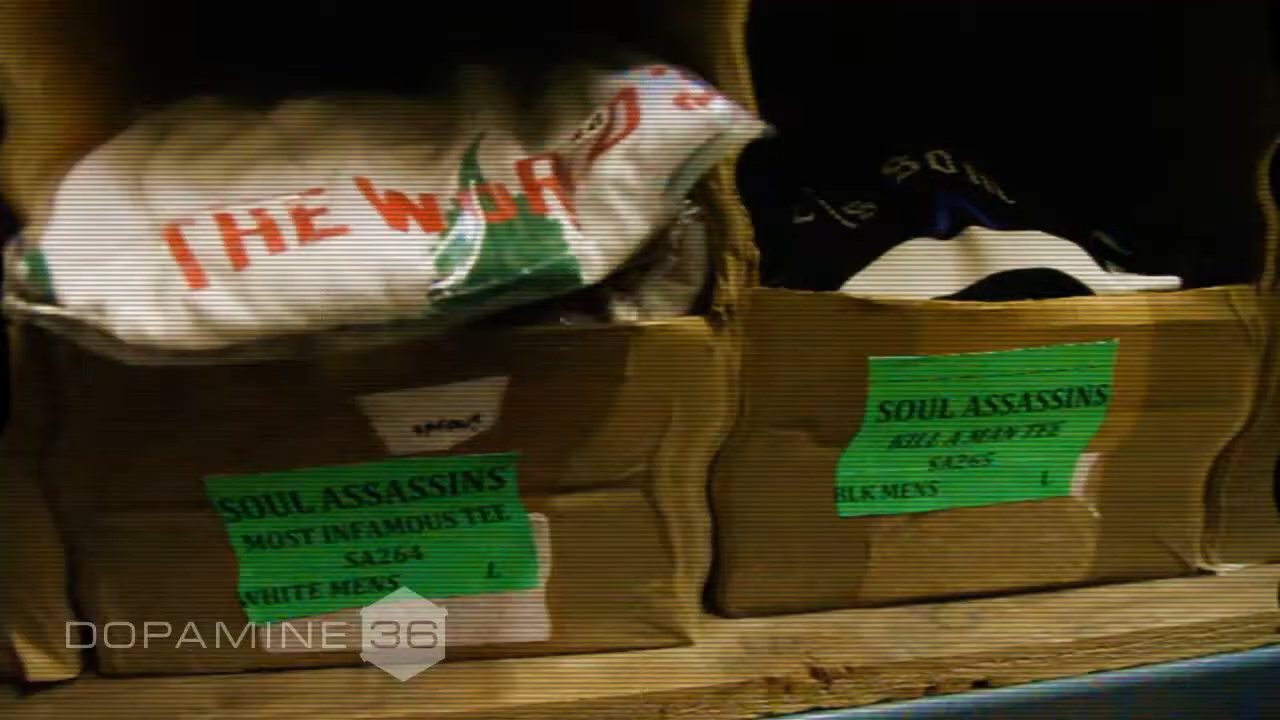 THE WORLD
SOUL ASSASSINS
KILL A MAN TEE
SA265
BLK MENS L
SOUL ASSASSINS
MOST INFAMOUS TEE
SA264
WHITE MENS L
DOPAMINE 36